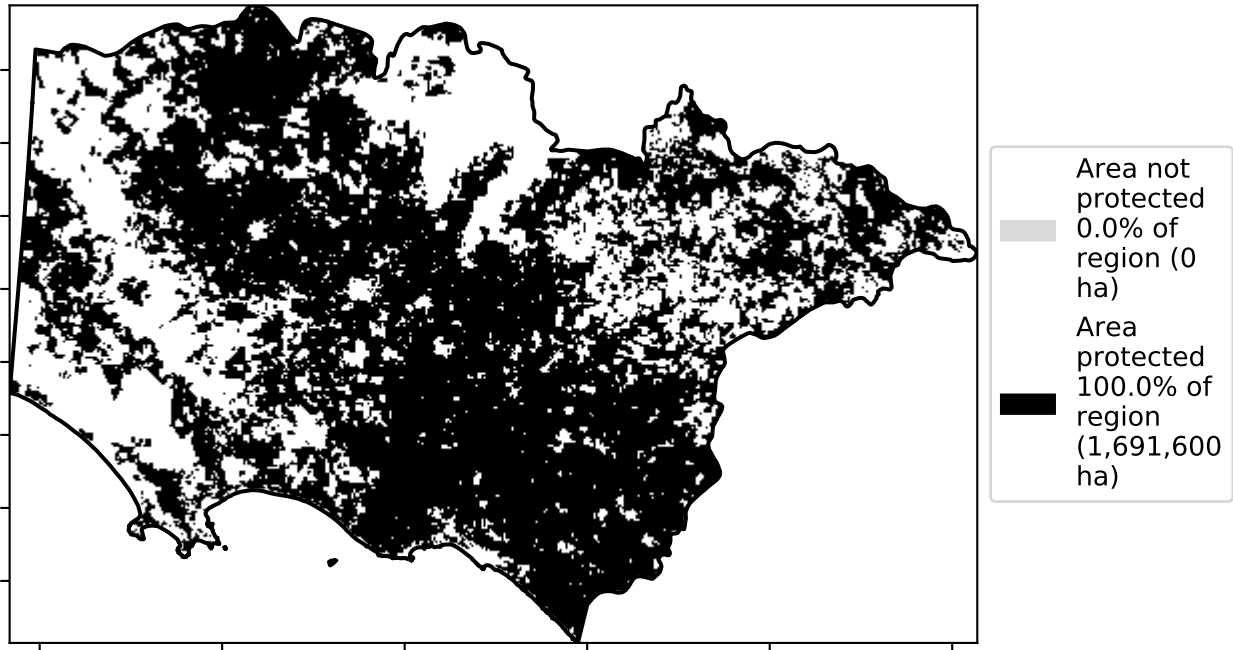 Area not
protected
0.0% of
region (0
ha)
Area
protected
100.0% of
region
(1,691,600
ha)